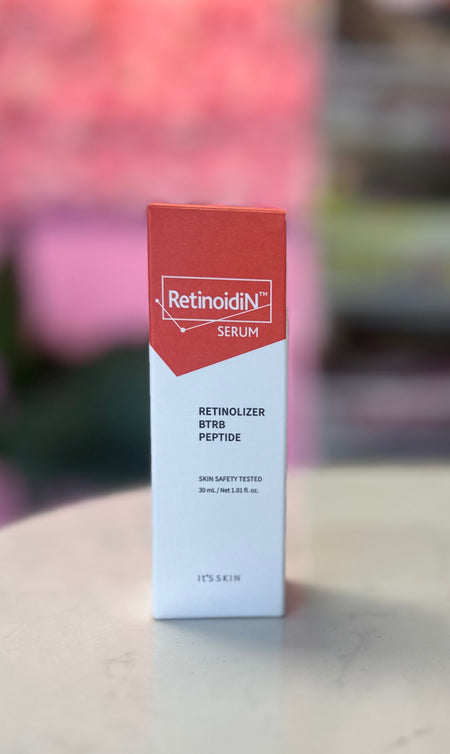 RetinoidiN™
SERUM
RETINOLIZER
BTRB
PEPTIDE
SKIN SAFETY TESTED
30 mL / Net 1.01 fl. oz.
It'S SKIN